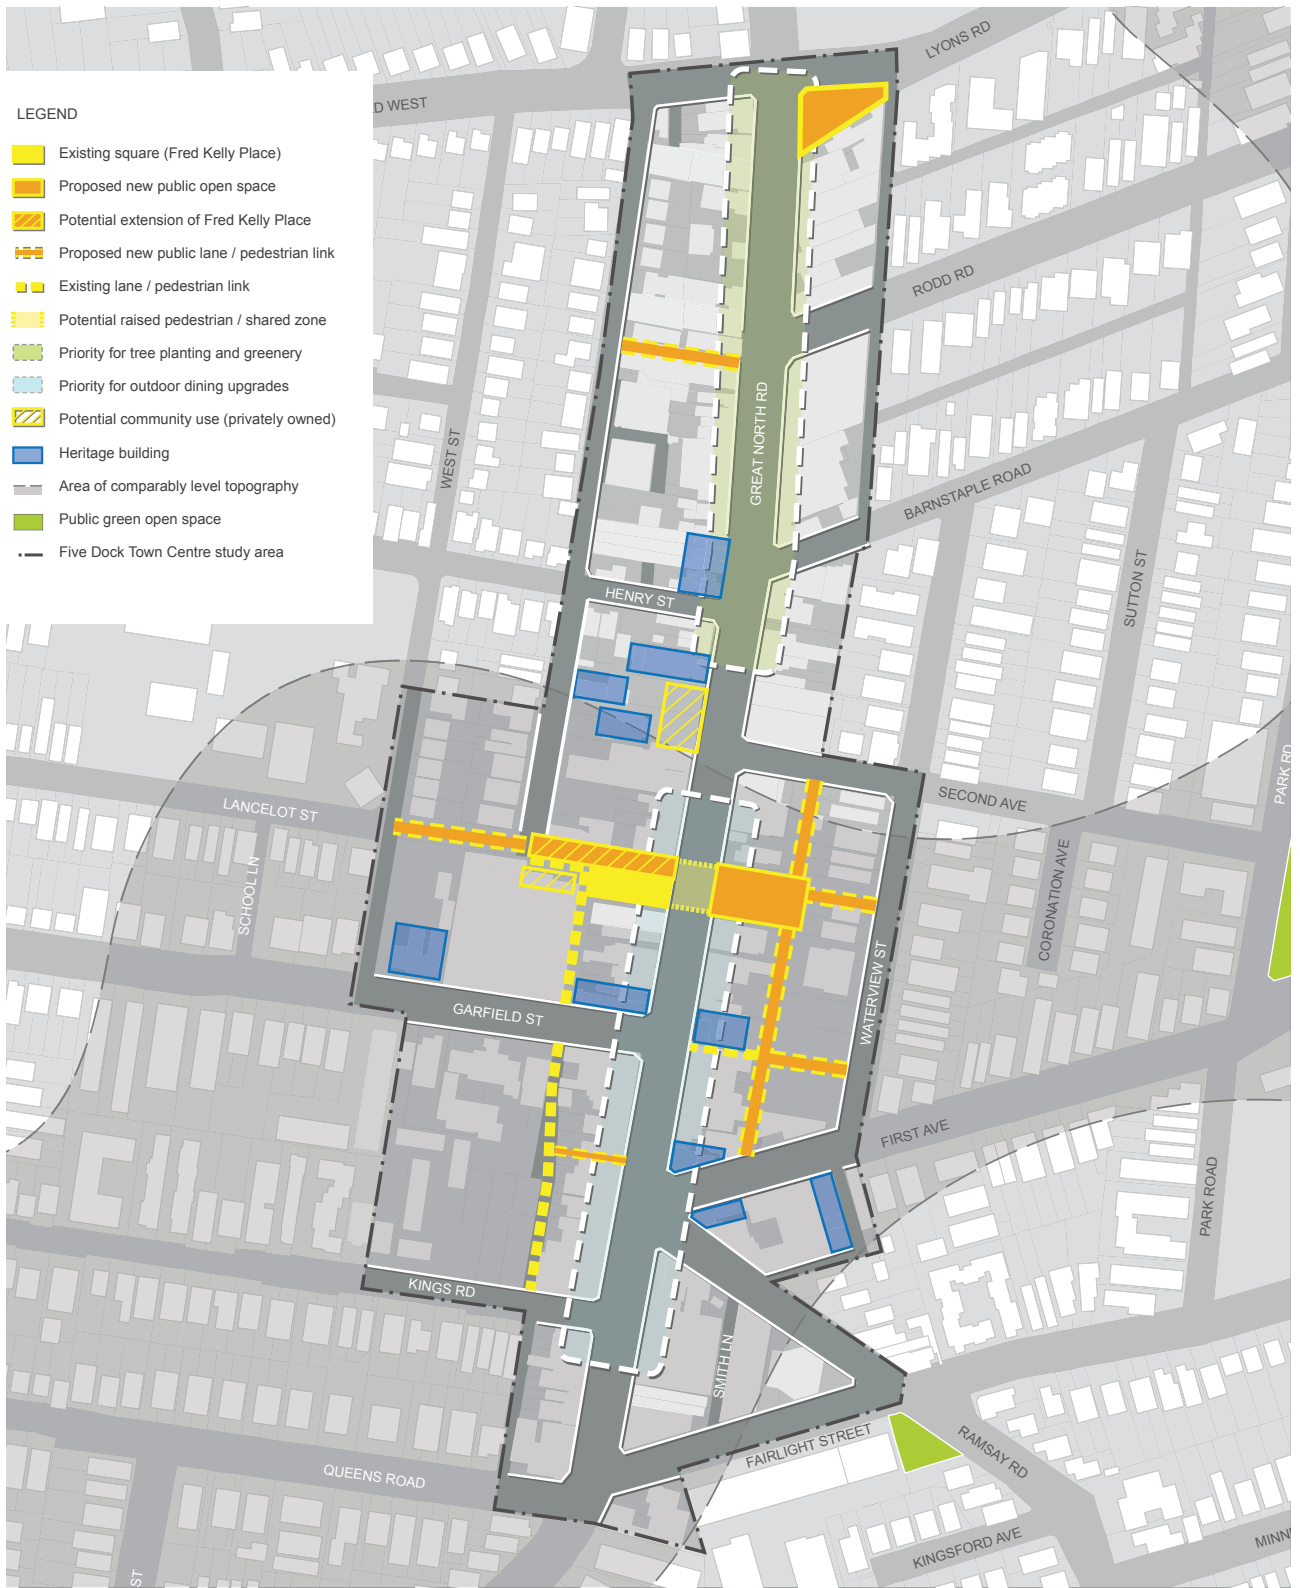 LYONS RD
D WEST
LEGEND
Existing square (Fred Kelly Place)
Proposed new public open space
Potential extension of Fred Kelly Place
Proposed new public lane / pedestrian link
Existing lane / pedestrian link
Potential raised pedestrian / shared zone
Priority for tree planting and greenery
Priority for outdoor dining upgrades
Potential community use (privately owned)
Heritage building
Area of comparably level topography
Public green open space
Five Dock Town Centre study area
RODD RD
GREAT NORTH RD
WEST ST
BARNSTAPLE ROAD
SUTTON ST
HENRY ST
PARK RD
SECOND AVE
LANCELOT ST
SCHOOL LN
CORONATION AVE
WATERVIEW ST
GARFIELD ST
FIRST AVE
PARK ROAD
KINGS RD
SMITH LN
FAIRLIGHT STREET
RAMSAY RD
QUEENS ROAD
KINGSFORD AVE
MINN
ST